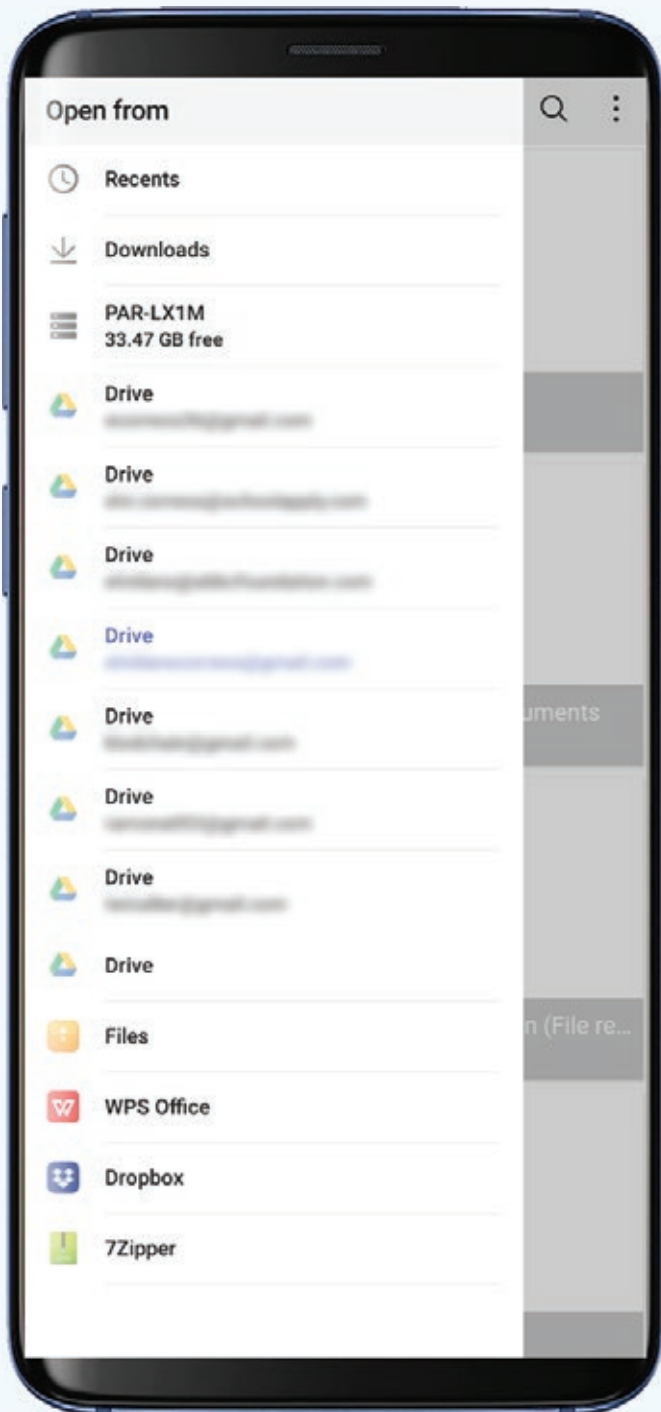 Open from
Recents
Downloads
PAR-LX1M
33.47 GB free
Drive
Drive
Drive
Drive
Drive
Drive
Drive
Drive
Files
WPS Office
Dropbox
7Zipper
uments
n (File re...